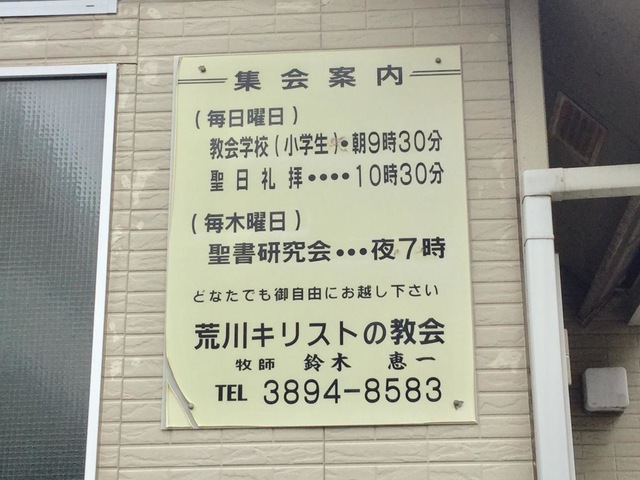 集会案内
(毎日曜日)
教会学校(小学生)・朝9時30分
聖日礼拝・・・・10時30分
(毎木曜日)
聖書研究会・・・夜7時
どなたでも御自由にお越し下さい
荒川キリストの教会
牧師 鈴木 恵一
TEL 3894-8583